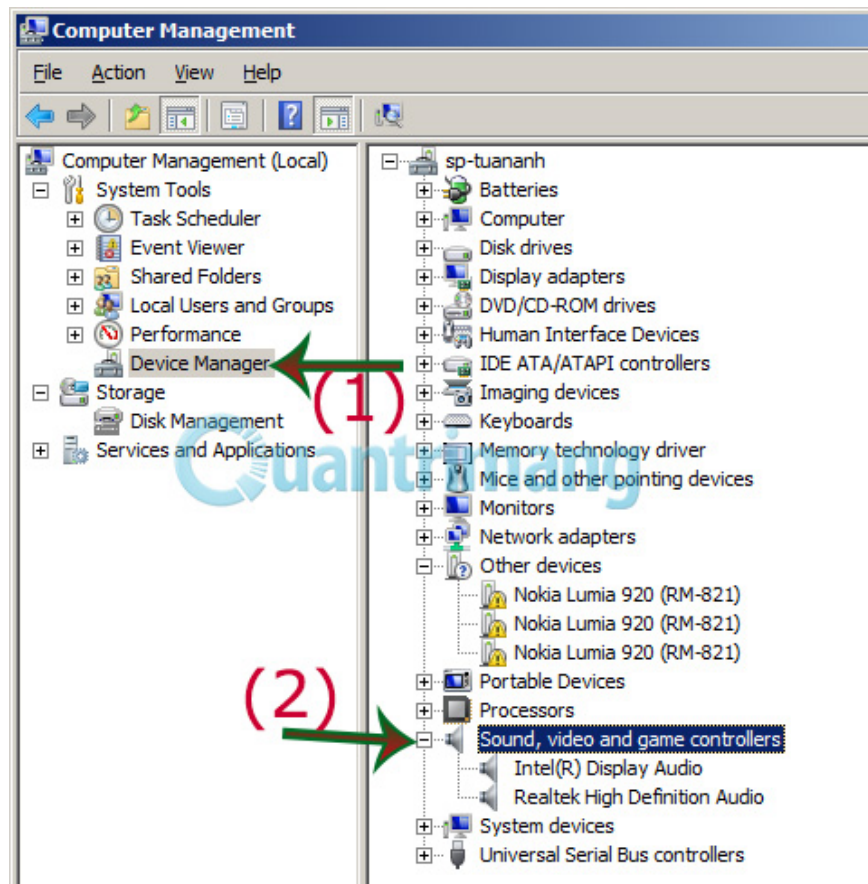 Computer Management
File Action View Help
Computer Management (Local)
System Tools
Task Scheduler
Event Viewer
Shared Folders
Local Users and Groups
Performance
Device Manager
Storage
Disk Management
Services and Applications
(1)
sp-tuananh
Batteries
Computer
Disk drives
Display adapters
DVD/CD-ROM drives
Human Interface Devices
IDE ATA/ATAPI controllers
Imaging devices
Keyboards
Memory technology driver
Mice and other pointing devices
Monitors
Network adapters
Other devices
Nokia Lumia 920 (RM-821)
Nokia Lumia 920 (RM-821)
Nokia Lumia 920 (RM-821)
Portable Devices
Processors
(2)
Sound, video and game controllers
Intel(R) Display Audio
Realtek High Definition Audio
System devices
Universal Serial Bus controllers
Quantrimang